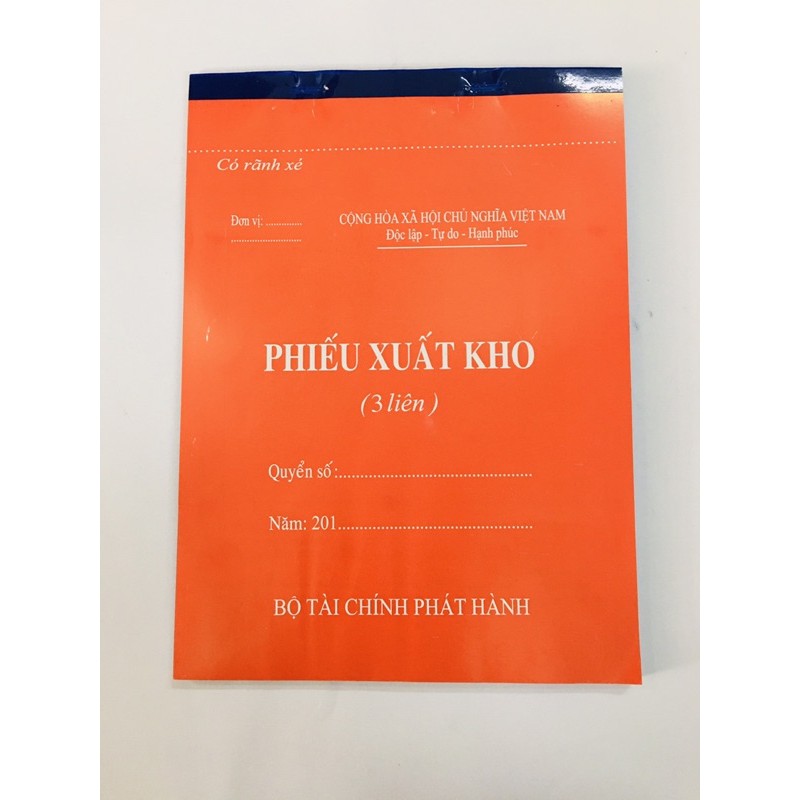 Có rãnh xé
Đơn vị: ..............
............................
CỘNG HÒA XÃ HỘI CHỦ NGHĨA VIỆT NAM
Độc lập - Tự do - Hạnh phúc
PHIẾU XUẤT KHO
(3 liên)
Quyển số:.............................................
Năm: 201.............................................
BỘ TÀI CHÍNH PHÁT HÀNH